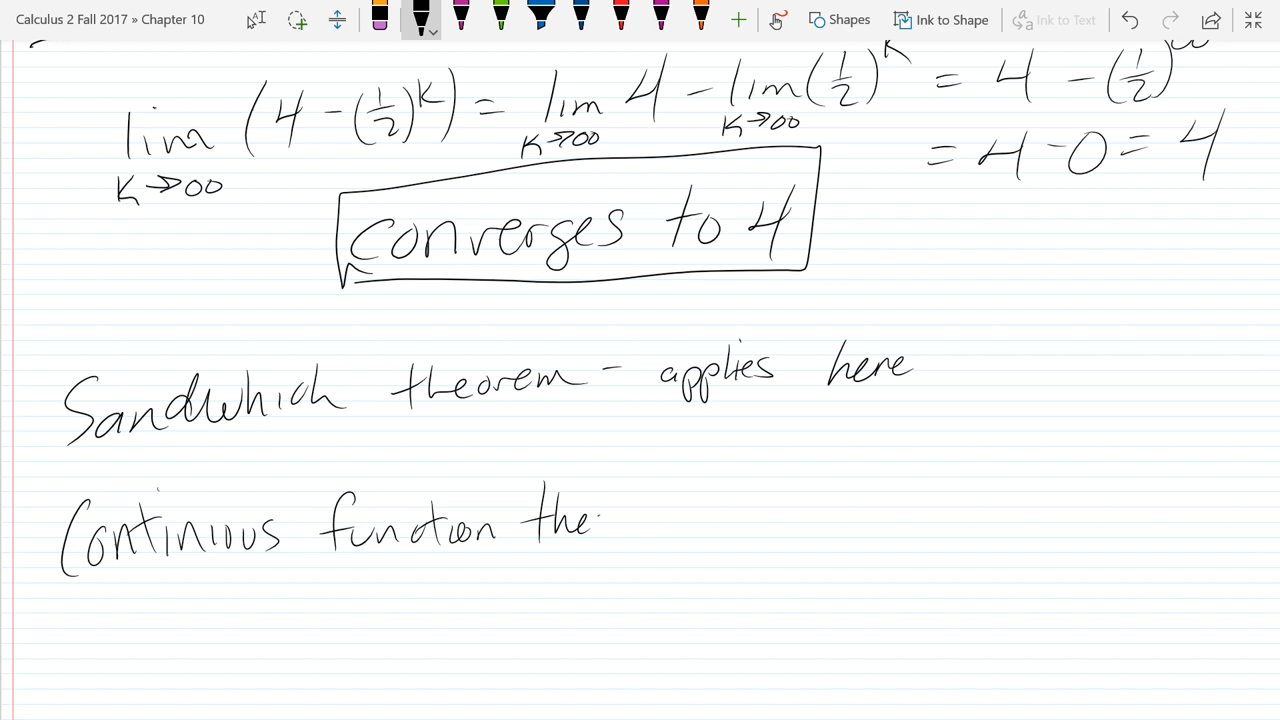 Calculus 2 Fall 2017 » Chapter 10
Shapes
Ink to Shape
Ink to Text
lim K→∞ (4 - (1/2)^K) = lim K→∞ 4 - lim K→∞ (1/2)^K = 4 - (1/2)^∞
= 4 - 0 = 4
converges to 4
Sandwhich theorem - applies here
Continious function the